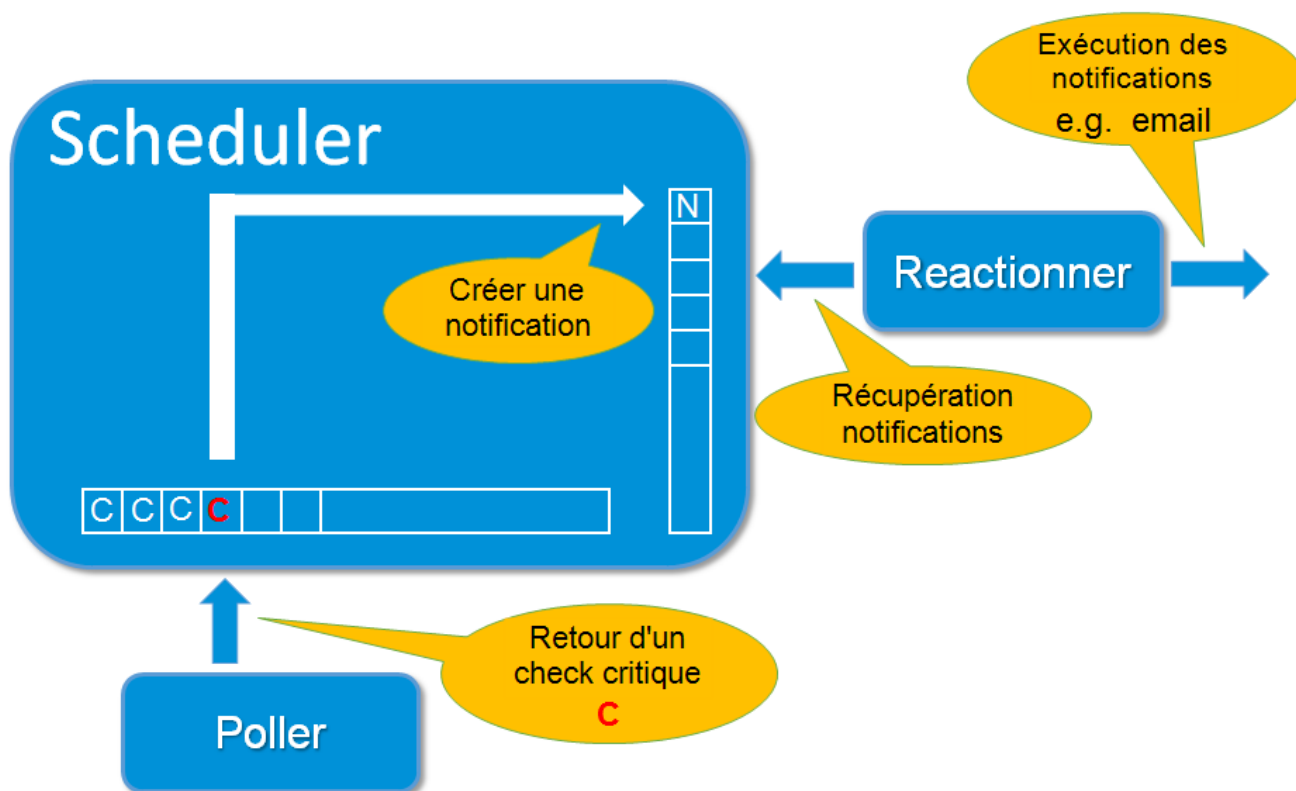 Scheduler
Exécution des
notifications
e.g. email
N
Créer une
notification
Reactionner
Récupération
notifications
C C C C
Retour d'un
check critique
C
Poller